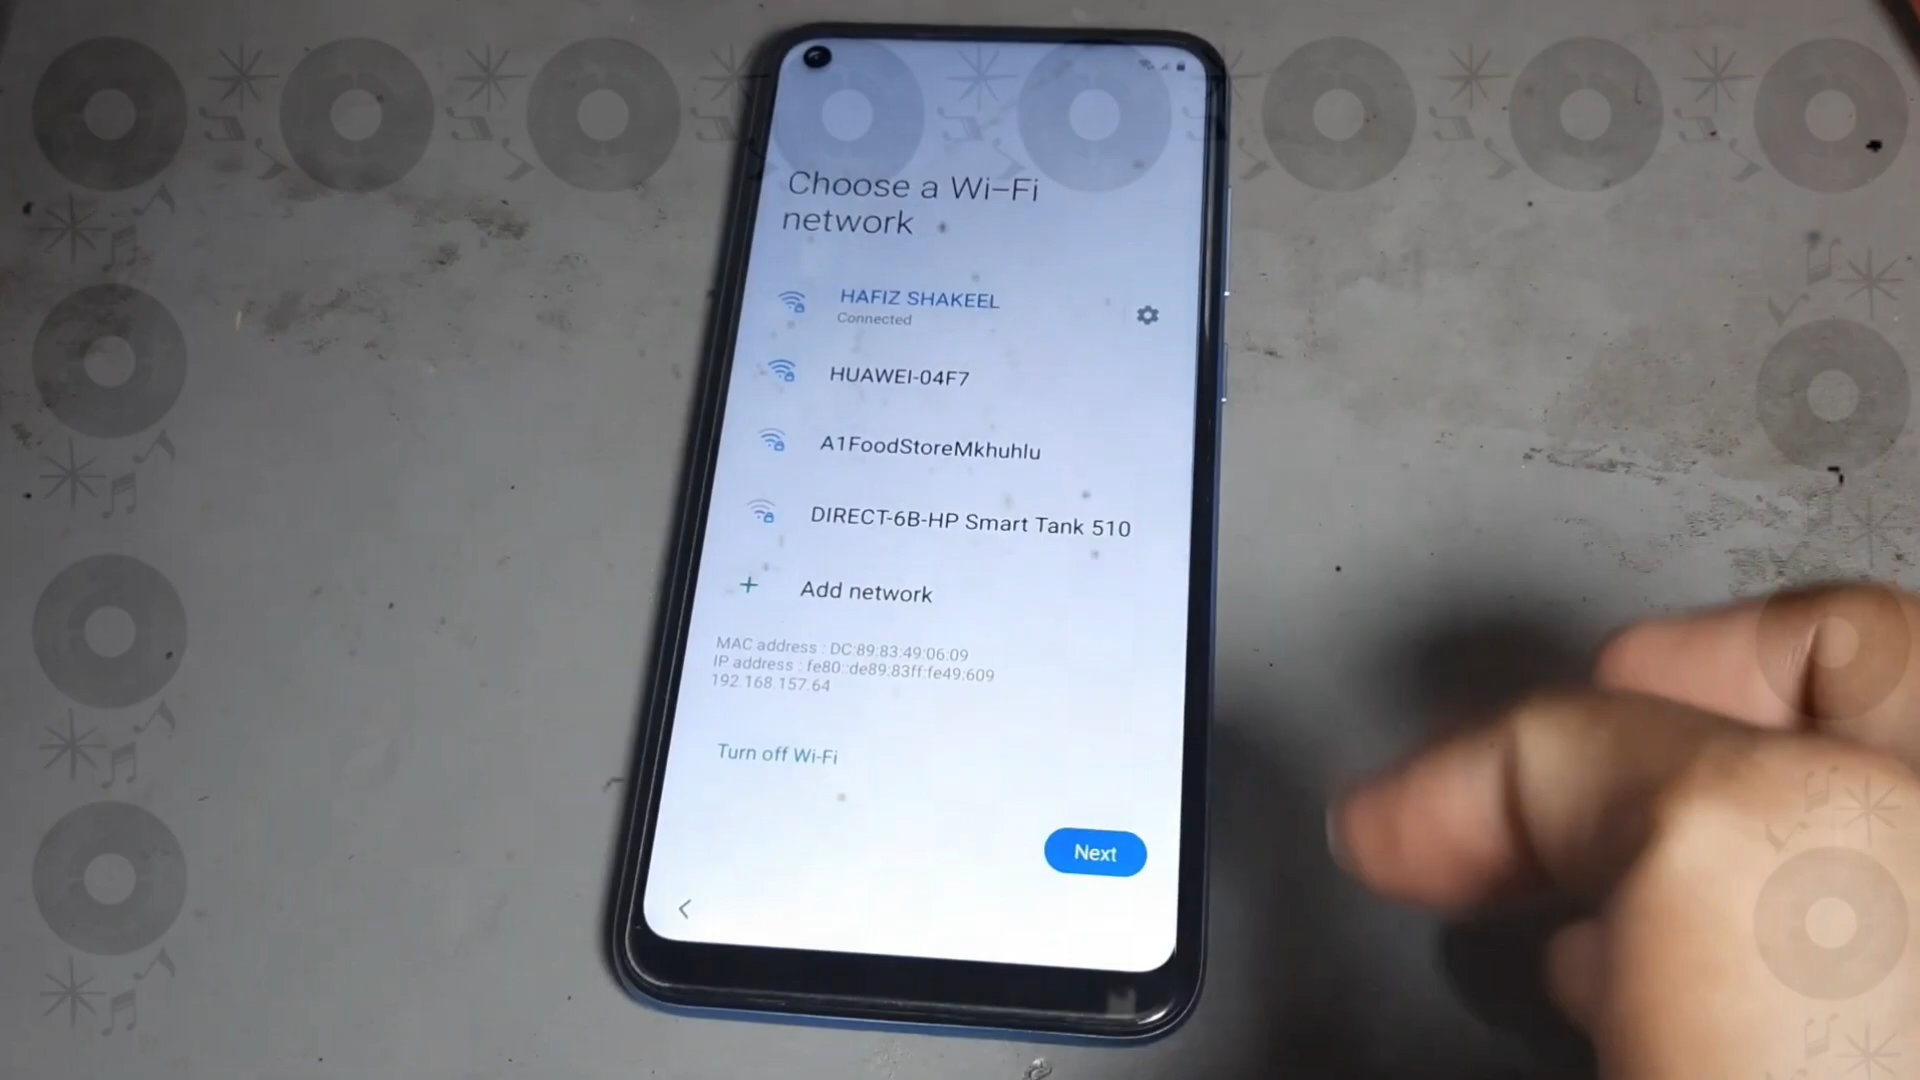 Choose a Wi-Fi
network
HAFIZ SHAKEEL
Connected
HUAWEI-04F7
A1FoodStoreMkhuhlu
DIRECT-6B-HP Smart Tank 510
+ Add network
MAC address : DC:89:83:49:06:09
IP address : fe80::de89:83ff:fe49:609
192.168.157.64
Turn off Wi-Fi
Next